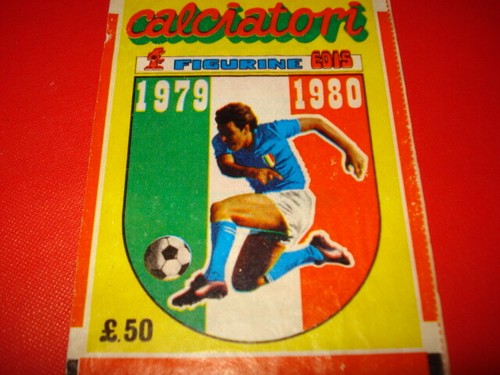 calciatori
FIGURINE EDIS
1979 1980
£.50